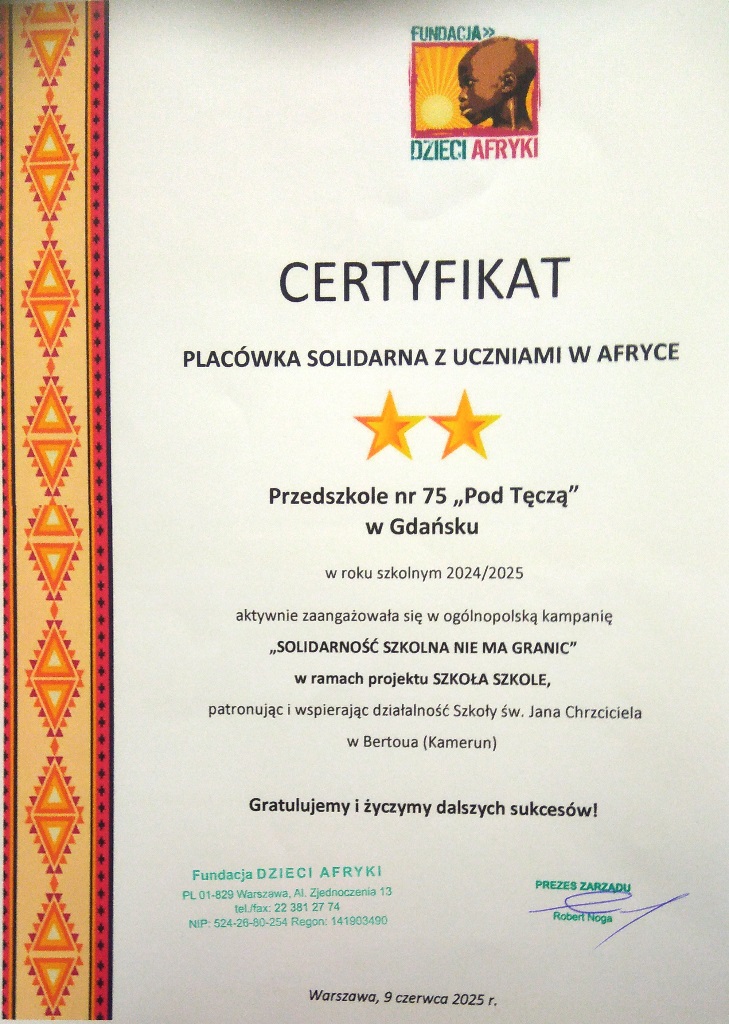 FUNDACJA»
DZIECI AFRYKI
CERTYFIKAT
PLACÓWKA SOLIDARNA Z UCZNIAMI W AFRYCE
Przedszkole nr 75 „Pod Tęczą”
w Gdańsku
w roku szkolnym 2024/2025
aktywnie zaangażowała się w ogólnopolską kampanię
„SOLIDARNOŚĆ SZKOLNA NIE MA GRANIC”
w ramach projektu SZKOŁA SZKOLE,
patronując i wspierając działalność Szkoły św. Jana Chrzciciela
w Bertoua (Kamerun)
Gratulujemy i życzymy dalszych sukcesów!
Fundacja DZIECI AFRYKI
PL 01-829 Warszawa, Al. Zjednoczenia 13
tel./fax: 22 381 27 74
NIP: 524-26-80-254 Regon: 141903490
PREZES ZARZĄDU
Robert Noga
Warszawa, 9 czerwca 2025 r.